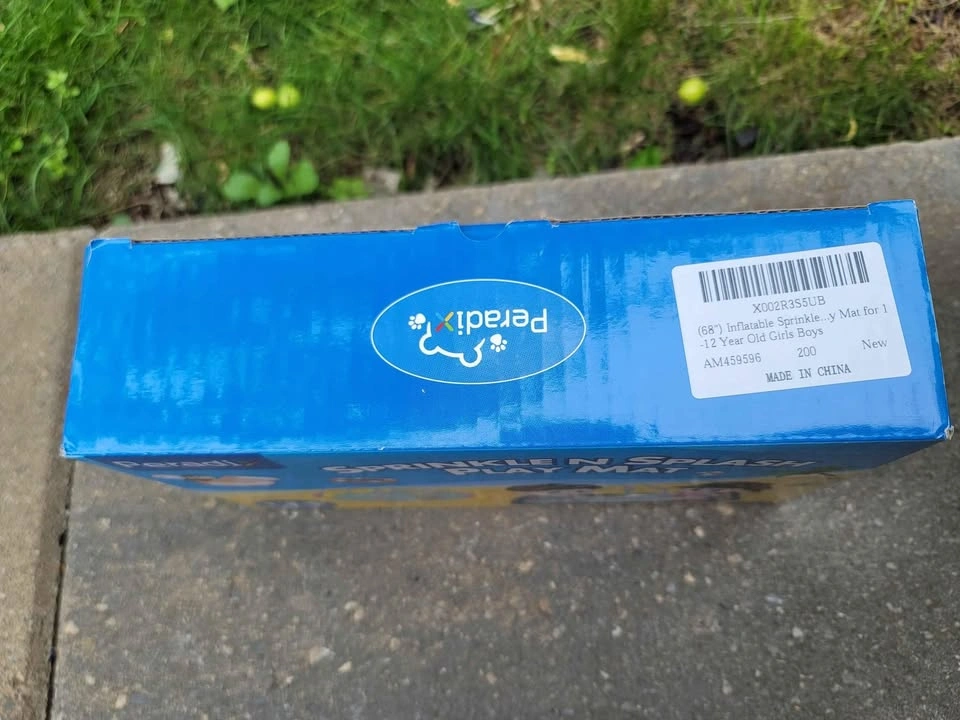 Peradix
X002R3S5UB
(68") Inflatable Sprinkle...y Mat for 1
-12 Year Old Girls Boys
AM459596 200 New
MADE IN CHINA
Peradix
SPRINKLE N SPLASH
PLAY MAT